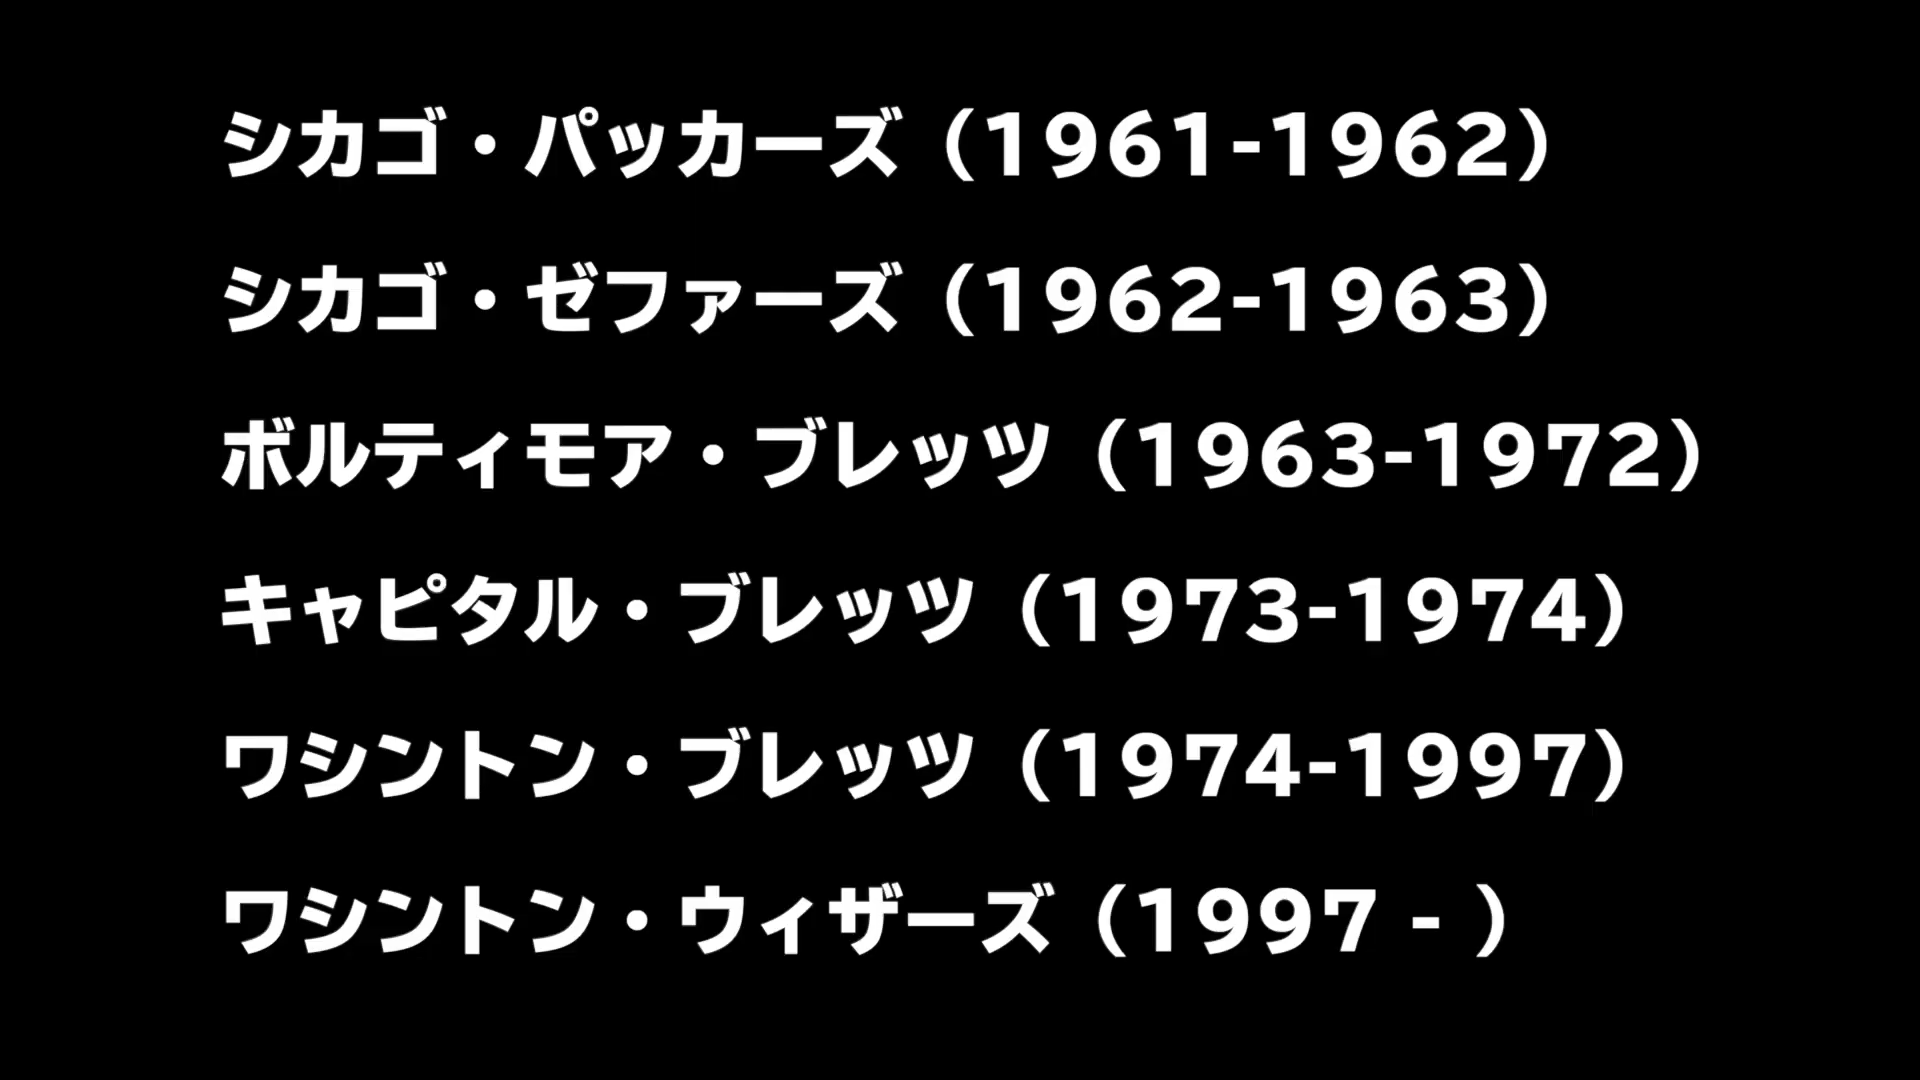 シカゴ・パッカーズ（1961-1962）
シカゴ・ゼファーズ（1962-1963）
ボルティモア・ブレッツ（1963-1972）
キャピタル・ブレッツ（1973-1974）
ワシントン・ブレッツ（1974-1997）
ワシントン・ウィザーズ（1997 - ）